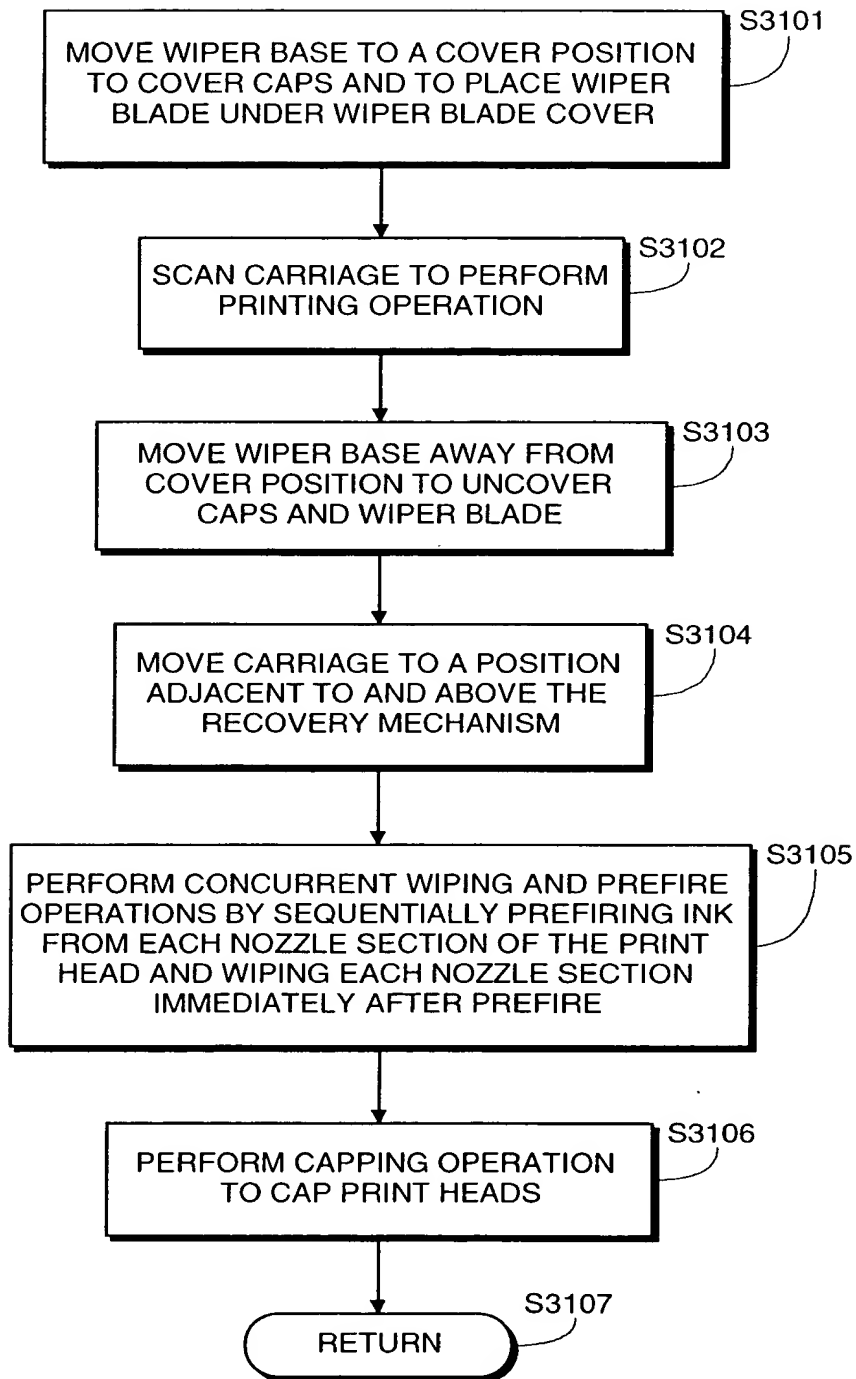 S3101
MOVE WIPER BASE TO A COVER POSITION
TO COVER CAPS AND TO PLACE WIPER
BLADE UNDER WIPER BLADE COVER
S3102
SCAN CARRIAGE TO PERFORM
PRINTING OPERATION
S3103
MOVE WIPER BASE AWAY FROM
COVER POSITION TO UNCOVER
CAPS AND WIPER BLADE
S3104
MOVE CARRIAGE TO A POSITION
ADJACENT TO AND ABOVE THE
RECOVERY MECHANISM
S3105
PERFORM CONCURRENT WIPING AND PREFIRE
OPERATIONS BY SEQUENTIALLY PREFIRING INK
FROM EACH NOZZLE SECTION OF THE PRINT
HEAD AND WIPING EACH NOZZLE SECTION
IMMEDIATELY AFTER PREFIRE
S3106
PERFORM CAPPING OPERATION
TO CAP PRINT HEADS
S3107
RETURN